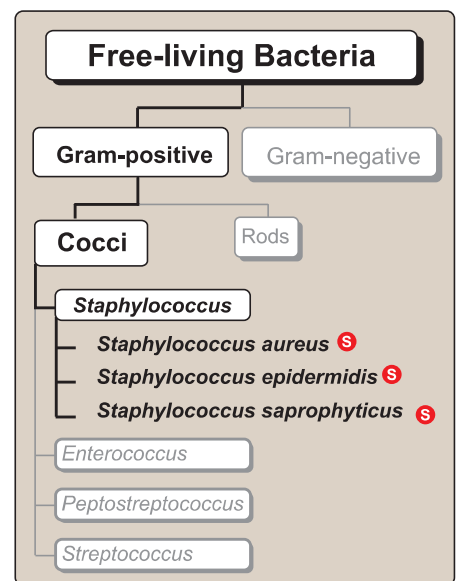 Free-living Bacteria
Gram-positive
Gram-negative
Cocci
Rods
Staphylococcus
Staphylococcus aureus S
Staphylococcus epidermidis S
Staphylococcus saprophyticus S
Enterococcus
Peptostreptococcus
Streptococcus